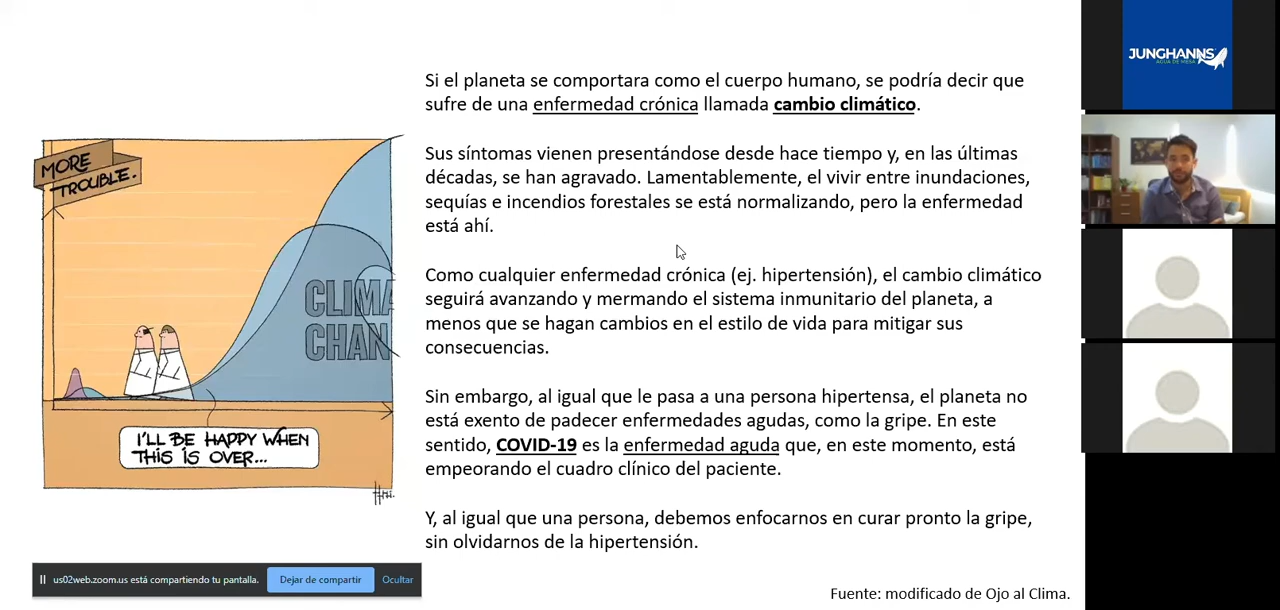 MORE
TROUBLE.
CLIMA
CHAN
I'LL BE HAPPY WHEN
THIS IS OVER...
Si el planeta se comportara como el cuerpo humano, se podría decir que
sufre de una enfermedad crónica llamada cambio climático.
Sus síntomas vienen presentándose desde hace tiempo y, en las últimas
décadas, se han agravado. Lamentablemente, el vivir entre inundaciones,
sequías e incendios forestales se está normalizando, pero la enfermedad
está ahí.
Como cualquier enfermedad crónica (ej. hipertensión), el cambio climático
seguirá avanzando y mermando el sistema inmunitario del planeta, a
menos que se hagan cambios en el estilo de vida para mitigar sus
consecuencias.
Sin embargo, al igual que le pasa a una persona hipertensa, el planeta no
está exento de padecer enfermedades agudas, como la gripe. En este
sentido, COVID-19 es la enfermedad aguda que, en este momento, está
empeorando el cuadro clínico del paciente.
Y, al igual que una persona, debemos enfocarnos en curar pronto la gripe,
sin olvidarnos de la hipertensión.
Fuente: modificado de Ojo al Clima.
us02web.zoom.us está compartiendo tu pantalla.
Dejar de compartir
Ocultar
JUNGHANNS
AGUA DE MESA